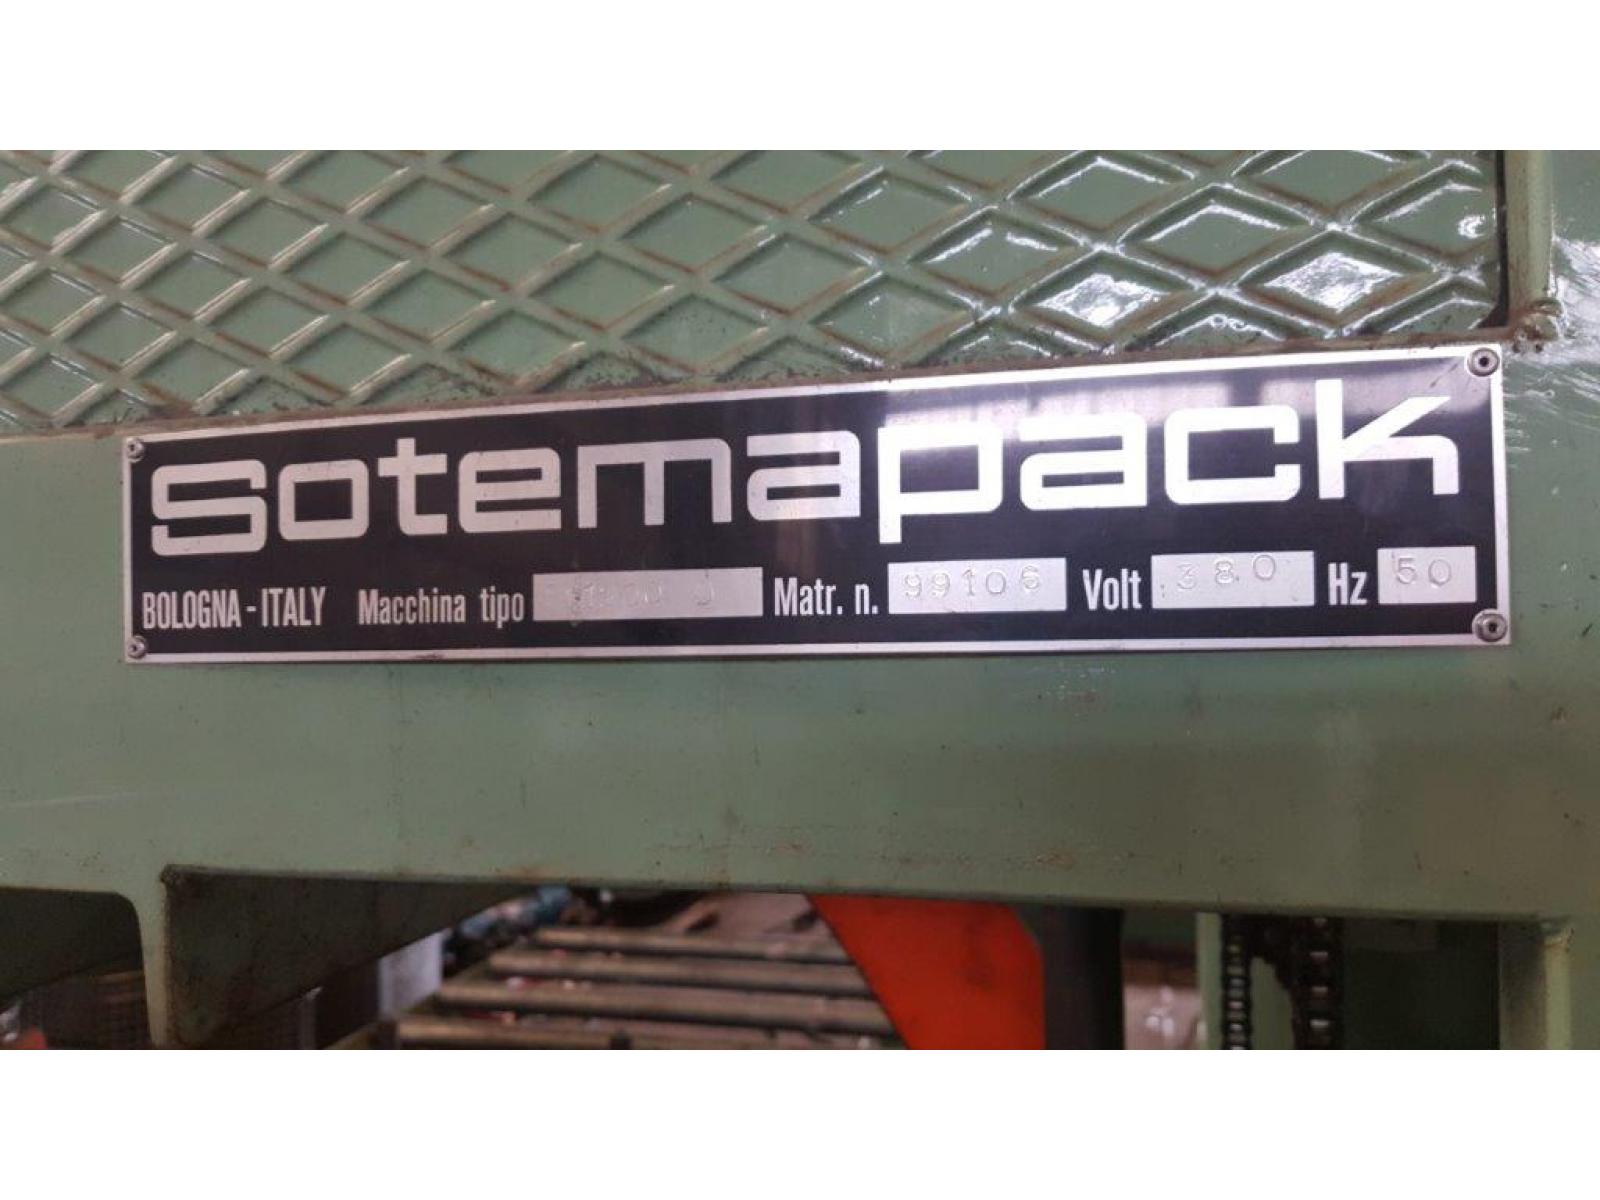 sotemapack
BOLOGNA - ITALY Macchina tipo Matr. n. 99106 Volt 380 Hz 50